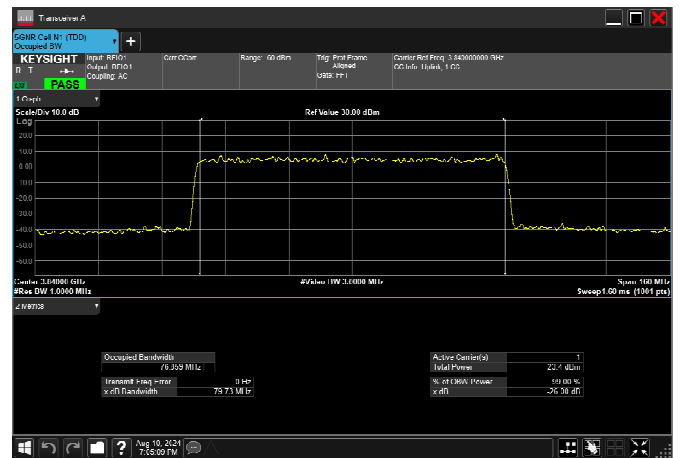 Transceiver A
5GNR Cell N1 (TDD)
Occupied BW
KEYSIGHT
R T
PASS
Input: RFIO1
Output: RFIO1
Coupling: AC
Corr CCorr
Range: 60 dBm
Trig: Prot Frame
Aligned
Gate: FFT
Carrier Ref Freq: 3.840000000 GHz
CC Info: Uplink, 1 CC
1 Graph
Scale/Div 10.0 dB
Ref Value 30.00 dBm
Log
20.0
10.0
0.00
-10.0
-20.0
-30.0
-40.0
-50.0
-60.0
Center 3.84000 GHz
#Video BW 3.0000 MHz
Span 160 MHz
#Res BW 1.0000 MHz
Sweep 1.60 ms (1001 pts)
2 Metrics
Occupied Bandwidth
76.359 MHz
Active Carrier(s) 1
Total Power 23.4 dBm
Transmit Freq Error 0 Hz
x dB Bandwidth 79.73 MHz
% of OBW Power 99.00 %
x dB -26.00 dB
Aug 10, 2024
7:05:09 PM